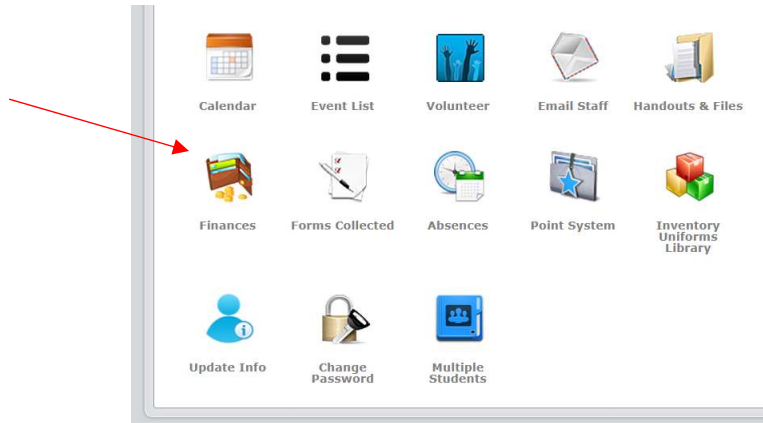 Calendar
Event List
Volunteer
Email Staff
Handouts & Files
Finances
Forms Collected
Absences
Point System
Inventory
Uniforms
Library
Update Info
Change
Password
Multiple
Students